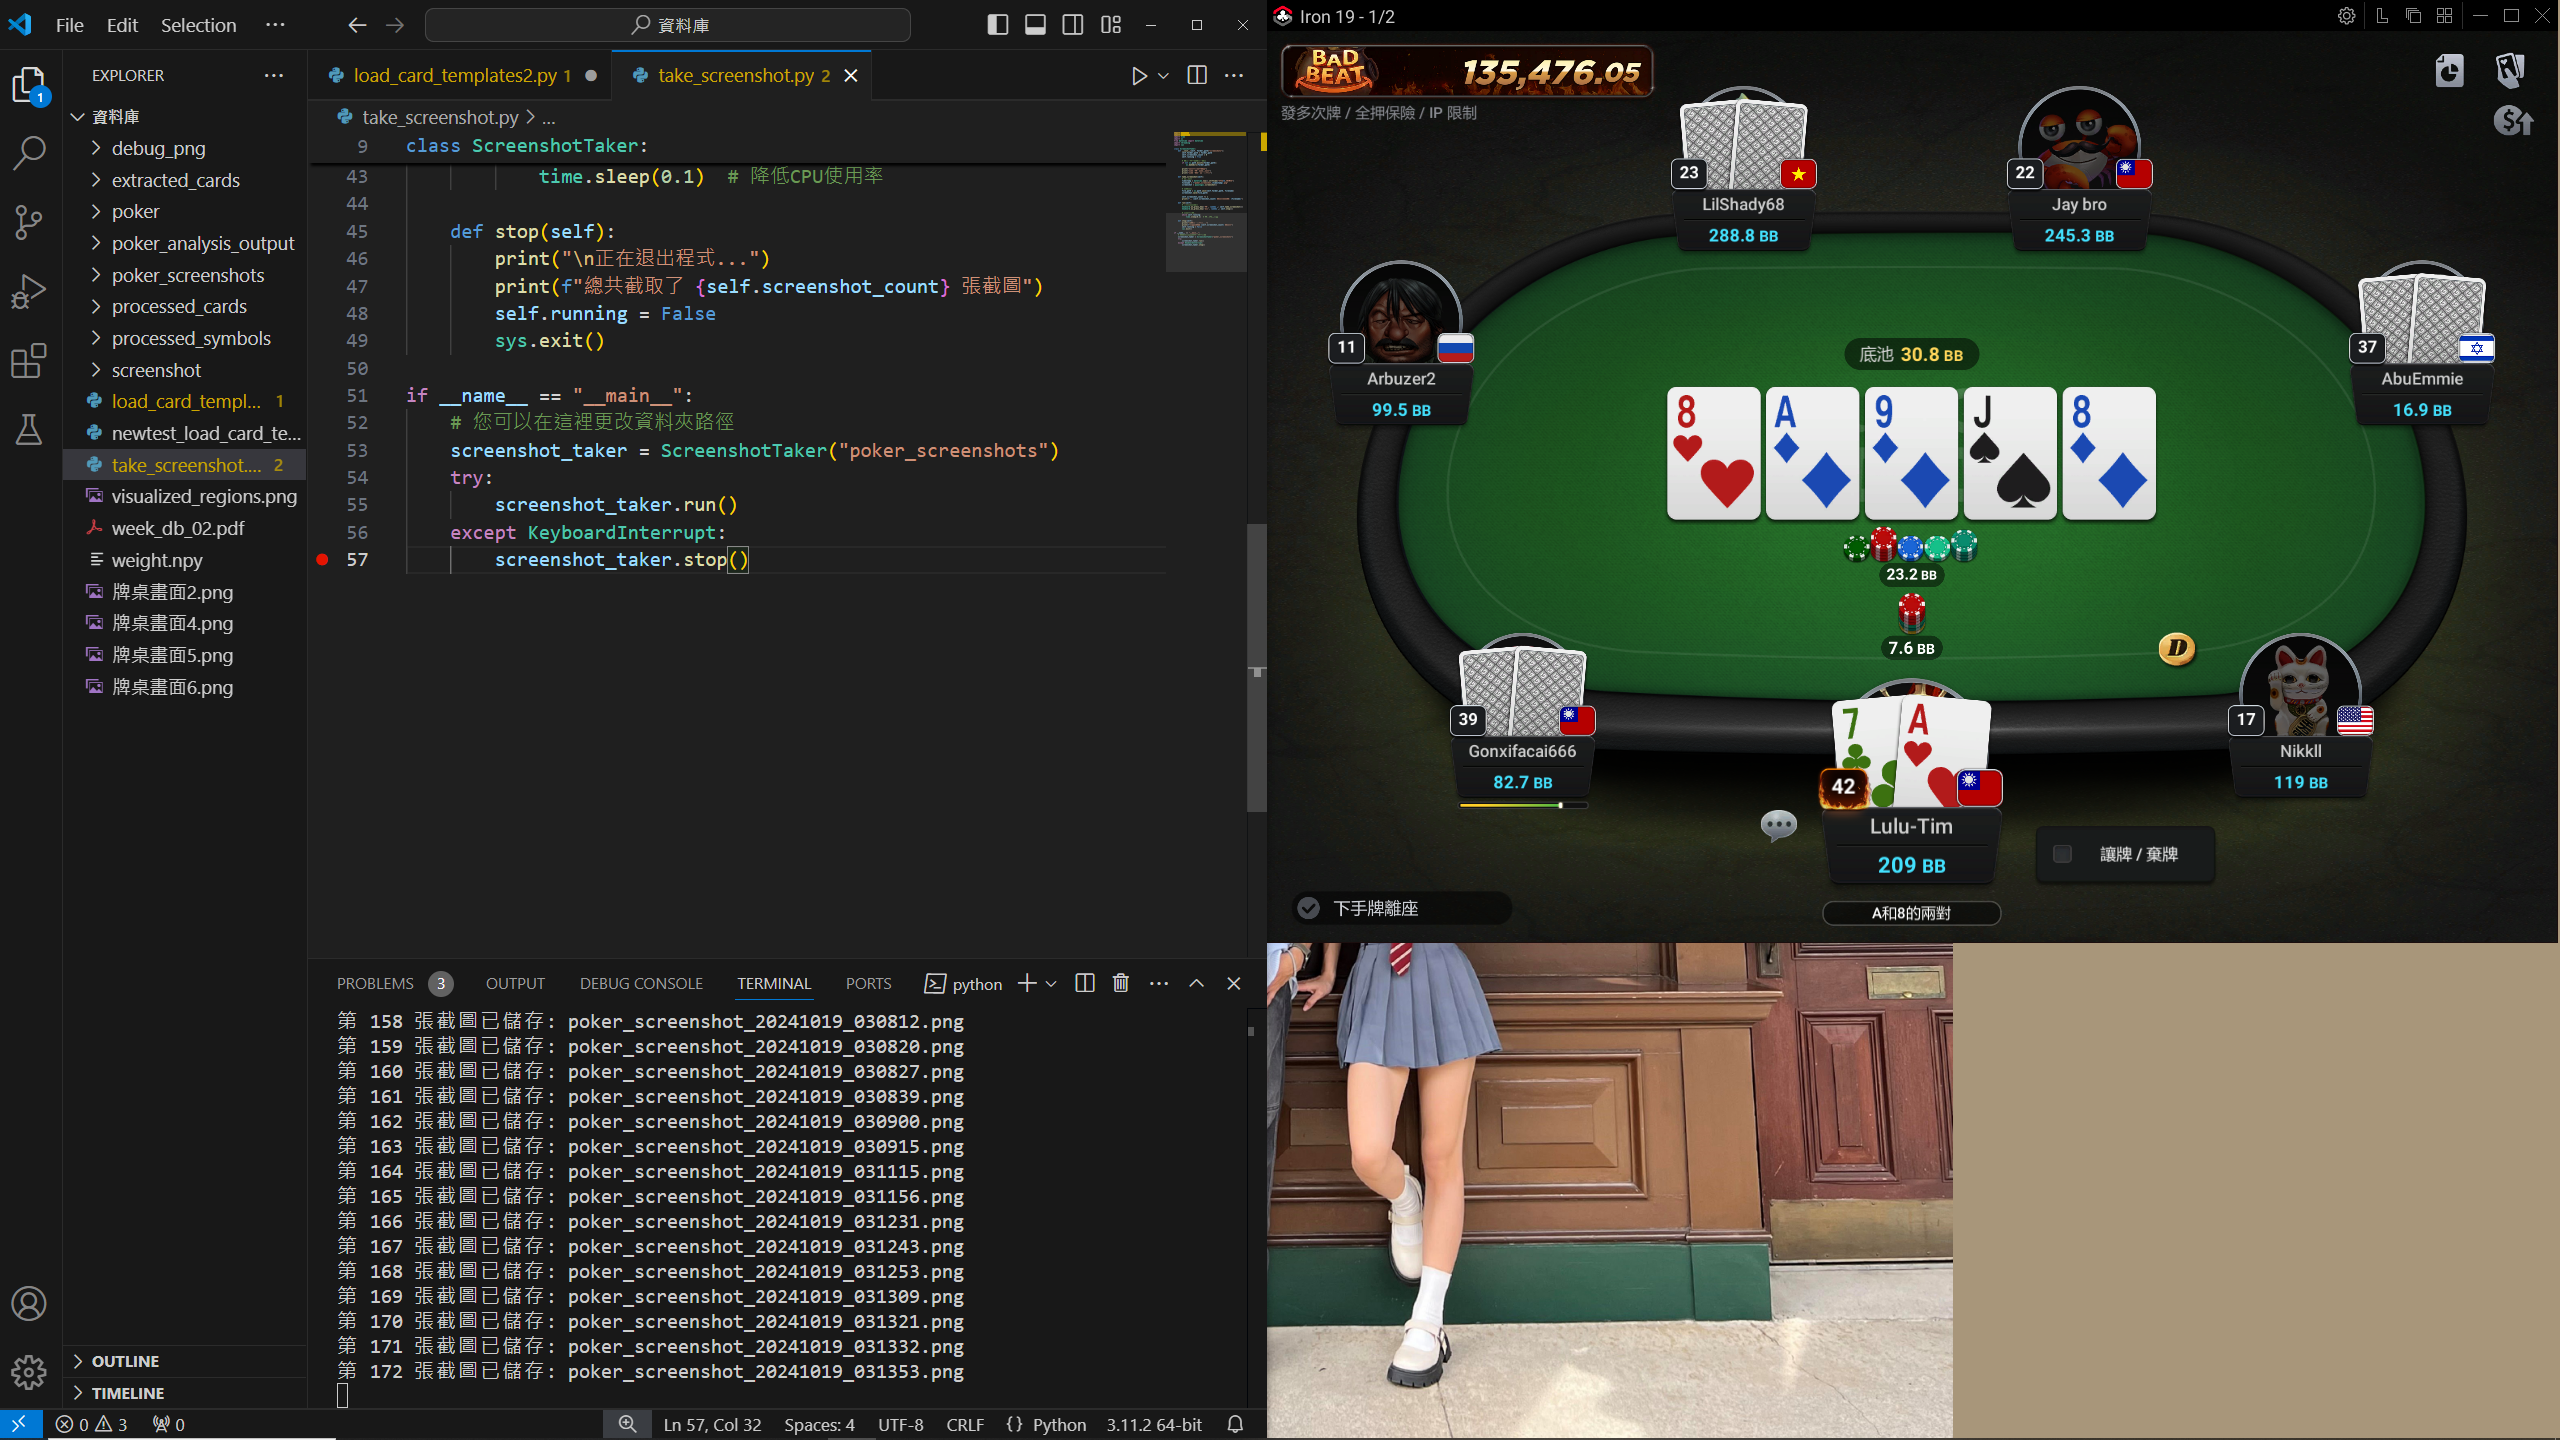 File Edit Selection ···
資料庫
EXPLORER ···
資料庫
debug_png
extracted_cards
poker
poker_analysis_output
poker_screenshots
processed_cards
processed_symbols
screenshot
load_card_templ... 1
newtest_load_card_te...
take_screenshot.... 2
visualized_regions.png
week_db_02.pdf
weight.npy
牌桌畫面2.png
牌桌畫面4.png
牌桌畫面5.png
牌桌畫面6.png
OUTLINE
TIMELINE
1
load_card_templates2.py 1
take_screenshot.py 2
take_screenshot.py > ...
9 class ScreenshotTaker:
43 time.sleep(0.1) # 降低CPU使用率
44
45 def stop(self):
46 print("\n正在退出程式...")
47 print(f"總共截取了 {self.screenshot_count} 張截圖")
48 self.running = False
49 sys.exit()
50
51 if __name__ == "__main__":
52 # 您可以在這裡更改資料夾路徑
53 screenshot_taker = ScreenshotTaker("poker_screenshots")
54 try:
55 screenshot_taker.run()
56 except KeyboardInterrupt:
57 screenshot_taker.stop()
PROBLEMS 3 OUTPUT DEBUG CONSOLE TERMINAL PORTS python
第 158 張截圖已儲存: poker_screenshot_20241019_030812.png
第 159 張截圖已儲存: poker_screenshot_20241019_030820.png
第 160 張截圖已儲存: poker_screenshot_20241019_030827.png
第 161 張截圖已儲存: poker_screenshot_20241019_030839.png
第 162 張截圖已儲存: poker_screenshot_20241019_030900.png
第 163 張截圖已儲存: poker_screenshot_20241019_030915.png
第 164 張截圖已儲存: poker_screenshot_20241019_031115.png
第 165 張截圖已儲存: poker_screenshot_20241019_031156.png
第 166 張截圖已儲存: poker_screenshot_20241019_031231.png
第 167 張截圖已儲存: poker_screenshot_20241019_031243.png
第 168 張截圖已儲存: poker_screenshot_20241019_031253.png
第 169 張截圖已儲存: poker_screenshot_20241019_031309.png
第 170 張截圖已儲存: poker_screenshot_20241019_031321.png
第 171 張截圖已儲存: poker_screenshot_20241019_031332.png
第 172 張截圖已儲存: poker_screenshot_20241019_031353.png
0 3 0
Ln 57, Col 32 Spaces: 4 UTF-8 CRLF {} Python 3.11.2 64-bit
Iron 19 - 1/2
BAD BEAT 135,476.05
發多次牌 / 全押保險 / IP 限制
23
LilShady68
288.8 BB
22
Jay bro
245.3 BB
11
Arbuzer2
99.5 BB
37
AbuEmmie
16.9 BB
底池 30.8 BB
8 A 9 J 8
23.2 BB
7.6 BB
D
39
Gonxifacai666
82.7 BB
7 A
42
Lulu-Tim
209 BB
17
Nikkll
119 BB
讓牌 / 棄牌
下手牌離座
A和8的兩對